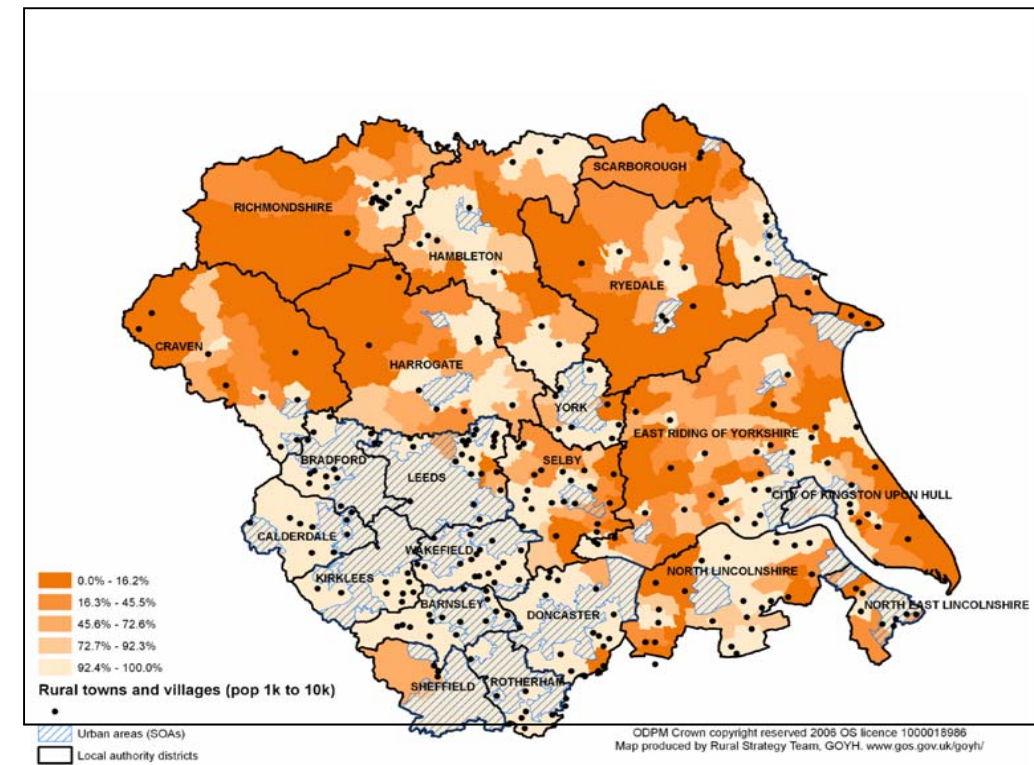 SCARBOROUGH
RICHMONDSHIRE
HAMBLETON
RYEDALE
CRAVEN
HARROGATE
YORK
EAST RIDING OF YORKSHIRE
BRADFORD
SELBY
LEEDS
CITY OF KINGSTON UPON HULL
CALDERDALE
WAKEFIELD
KIRKLEES
NORTH LINCOLNSHIRE
BARNSLEY
DONCASTER
NORTH EAST LINCOLNSHIRE
SHEFFIELD
ROTHERHAM
0.0% - 16.2%
16.3% - 45.5%
45.6% - 72.6%
72.7% - 92.3%
92.4% - 100.0%
Rural towns and villages (pop 1k to 10k)
Urban areas (SOAs)
Local authority districts
ODPM Crown copyright reserved 2006 OS licence 1000018986
Map produced by Rural Strategy Team, GOYH. www.gos.gov.uk/goyh/